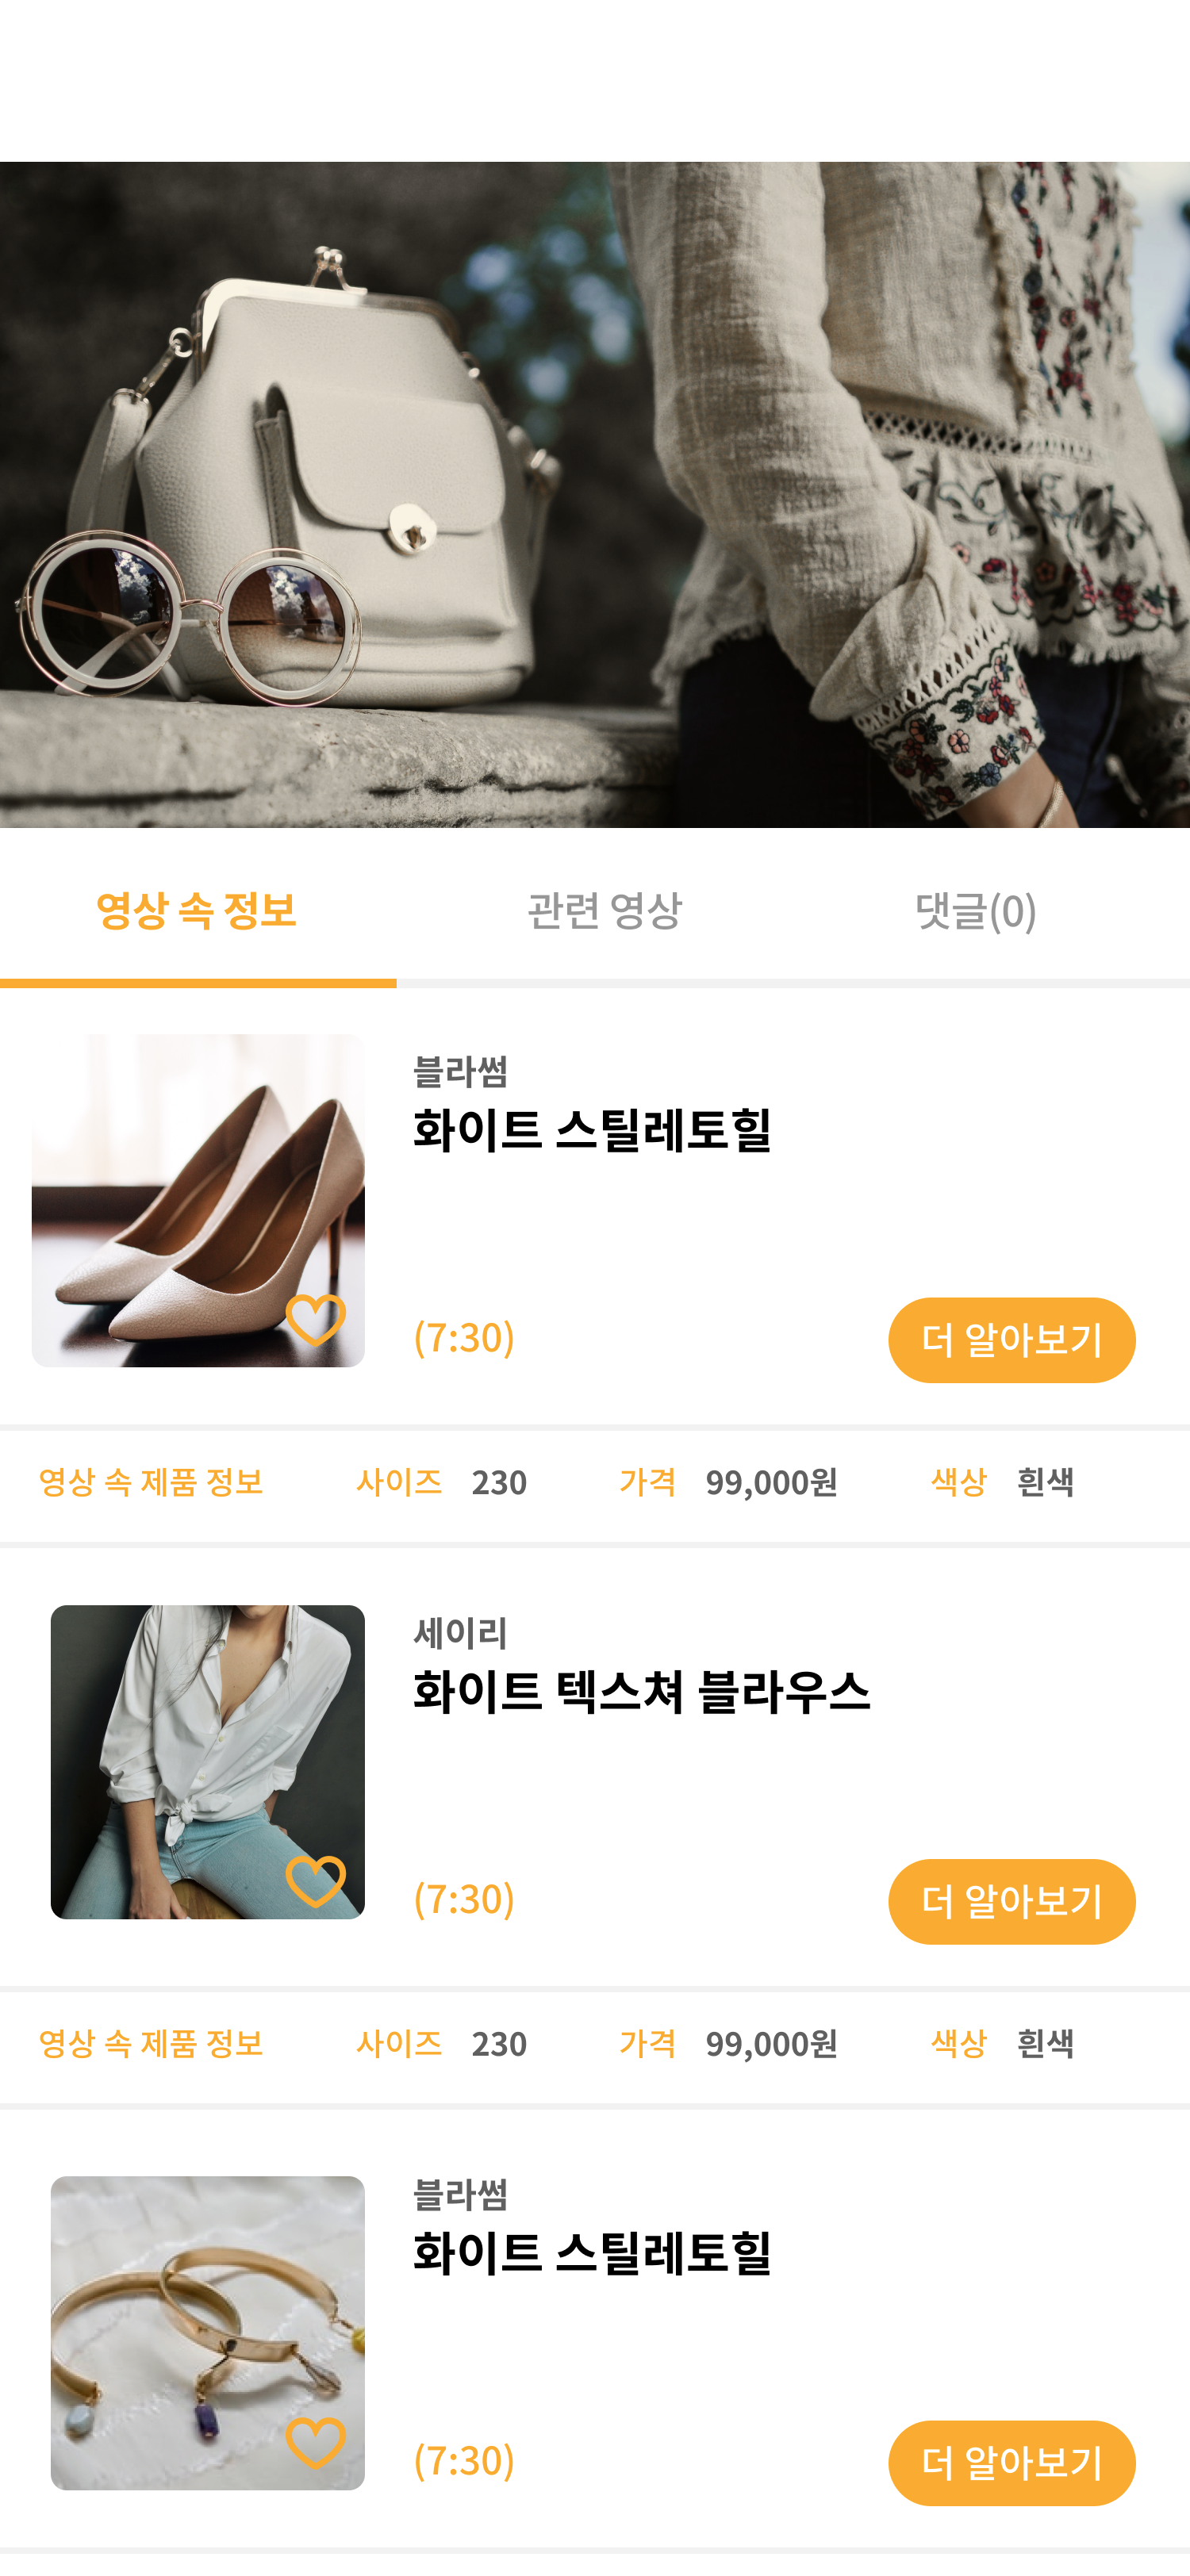 영상 속 정보 관련 영상 댓글(0)
블라썸
화이트 스틸레토힐
(7:30) 더 알아보기
영상 속 제품 정보 사이즈 230 가격 99,000원 색상 흰색
세이리
화이트 텍스쳐 블라우스
(7:30) 더 알아보기
영상 속 제품 정보 사이즈 230 가격 99,000원 색상 흰색
블라썸
화이트 스틸레토힐
(7:30) 더 알아보기